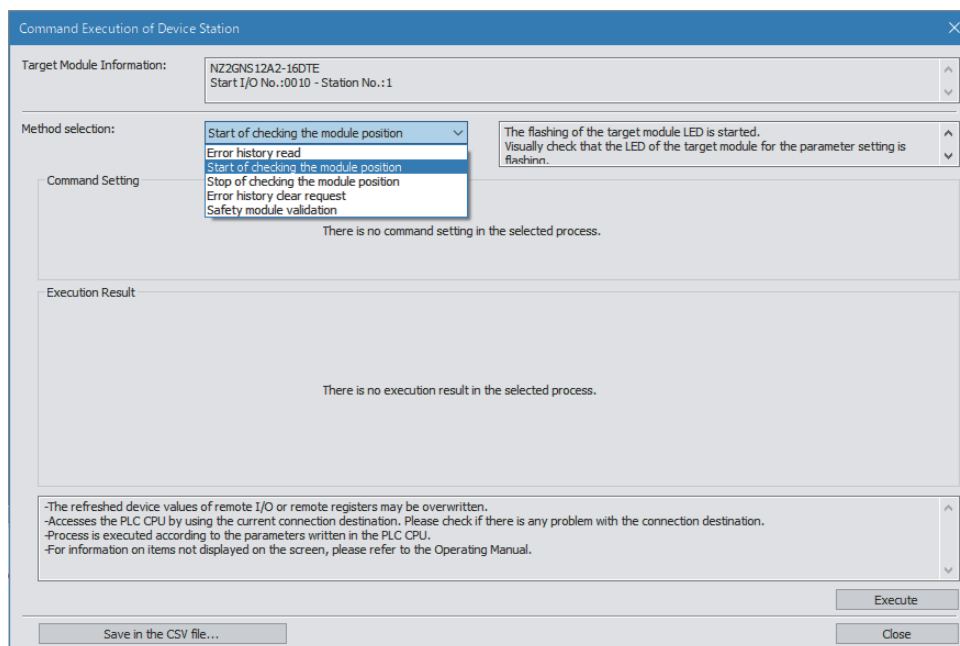 Command Execution of Device Station
Target Module Information:
NZ2GNS12A2-16DTE
Start I/O No.:0010 - Station No.:1
Method selection:
Start of checking the module position
The flashing of the target module LED is started.
Visually check that the LED of the target module for the parameter setting is
flashing.
Error history read
Start of checking the module position
Stop of checking the module position
Error history clear request
Safety module validation
Command Setting
There is no command setting in the selected process.
Execution Result
There is no execution result in the selected process.
-The refreshed device values of remote I/O or remote registers may be overwritten.
-Accesses the PLC CPU by using the current connection destination. Please check if there is any problem with the connection destination.
-Process is executed according to the parameters written in the PLC CPU.
-For information on items not displayed on the screen, please refer to the Operating Manual.
Execute
Save in the CSV file...
Close